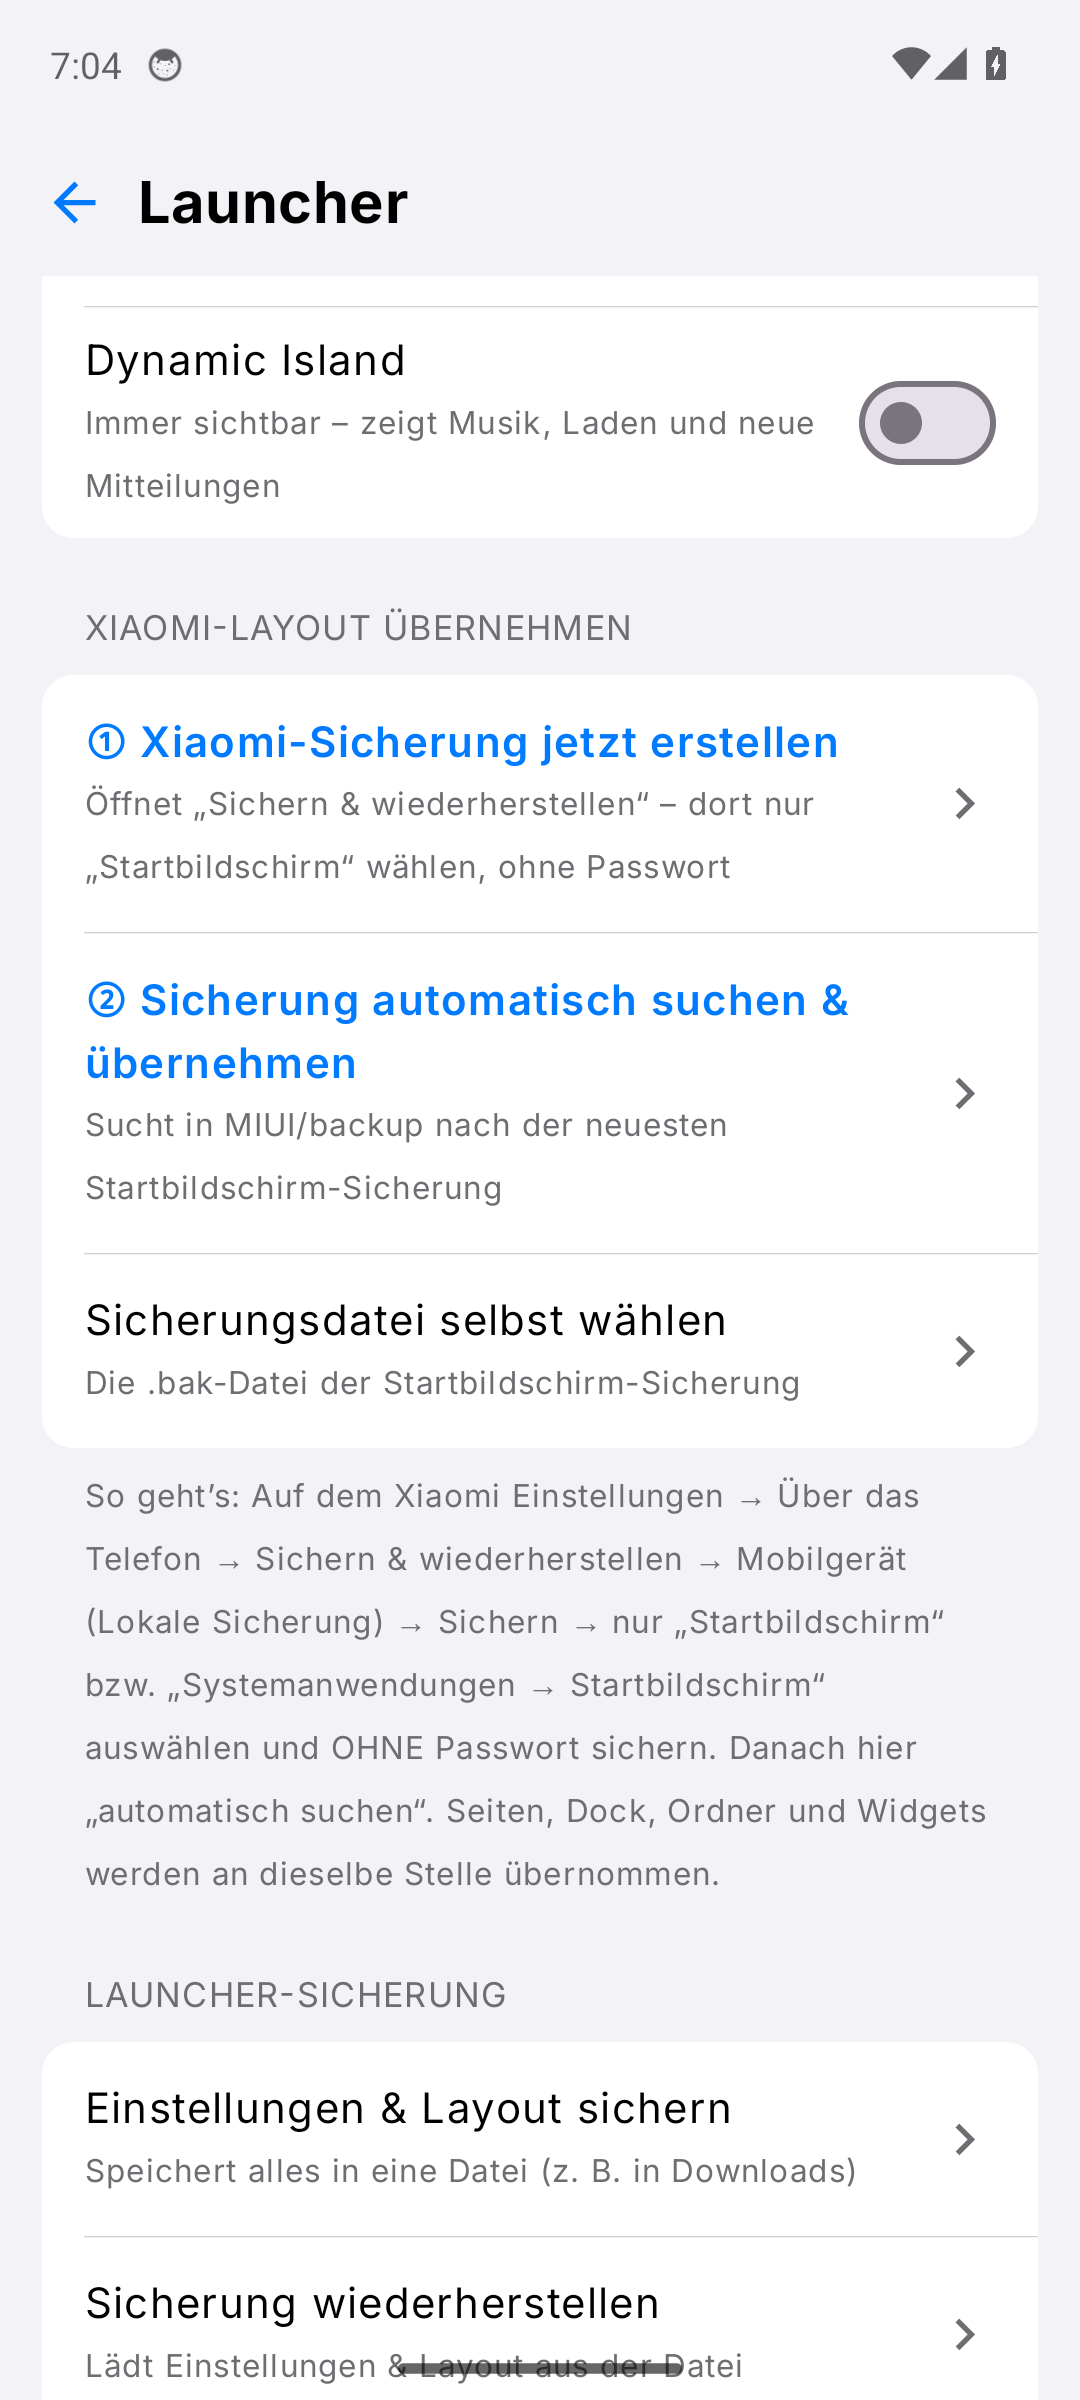 7:04
Launcher
Dynamic Island
Immer sichtbar – zeigt Musik, Laden und neue
Mitteilungen
XIAOMI-LAYOUT ÜBERNEHMEN
① Xiaomi-Sicherung jetzt erstellen
Öffnet „Sichern & wiederherstellen“ – dort nur
„Startbildschirm“ wählen, ohne Passwort
② Sicherung automatisch suchen &
übernehmen
Sucht in MIUI/backup nach der neuesten
Startbildschirm-Sicherung
Sicherungsdatei selbst wählen
Die .bak-Datei der Startbildschirm-Sicherung
So geht’s: Auf dem Xiaomi Einstellungen → Über das
Telefon → Sichern & wiederherstellen → Mobilgerät
(Lokale Sicherung) → Sichern → nur „Startbildschirm“
bzw. „Systemanwendungen → Startbildschirm“
auswählen und OHNE Passwort sichern. Danach hier
„automatisch suchen“. Seiten, Dock, Ordner und Widgets
werden an dieselbe Stelle übernommen.
LAUNCHER-SICHERUNG
Einstellungen & Layout sichern
Speichert alles in eine Datei (z. B. in Downloads)
Sicherung wiederherstellen
Lädt Einstellungen & Layout aus der Datei